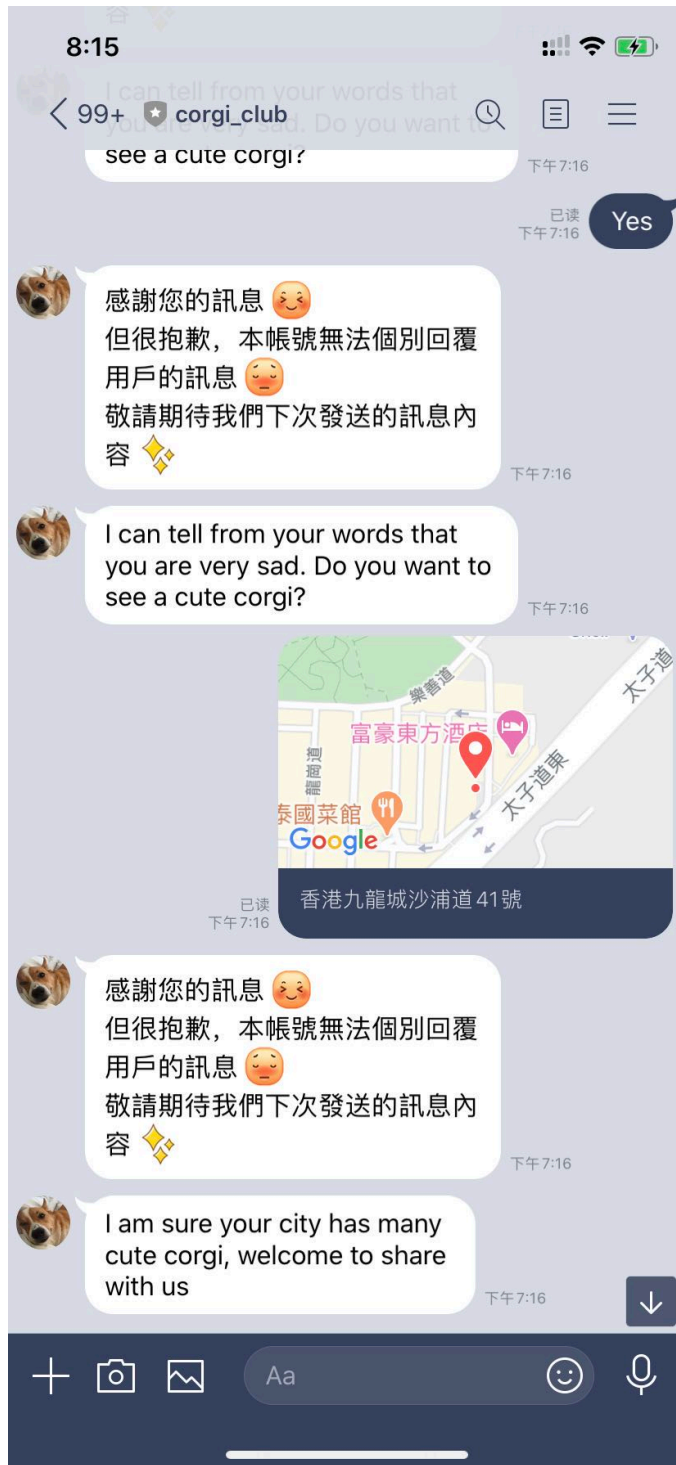 容
8:15
I can tell from your words that
99+ corgi_club
you are very sad. Do you want to
see a cute corgi?
下午7:16
已读
下午7:16
Yes
感謝您的訊息
但很抱歉，本帳號無法個別回覆
用戶的訊息
敬請期待我們下次發送的訊息內
容
下午7:16
I can tell from your words that
you are very sad. Do you want to
see a cute corgi?
下午7:16
樂善道
太子道
富豪東方酒店
龍崗道
太子道東
泰國菜館
Google
香港九龍城沙浦道41號
已读
下午7:16
感謝您的訊息
但很抱歉，本帳號無法個別回覆
用戶的訊息
敬請期待我們下次發送的訊息內
容
下午7:16
I am sure your city has many
cute corgi, welcome to share
with us
下午7:16
Aa